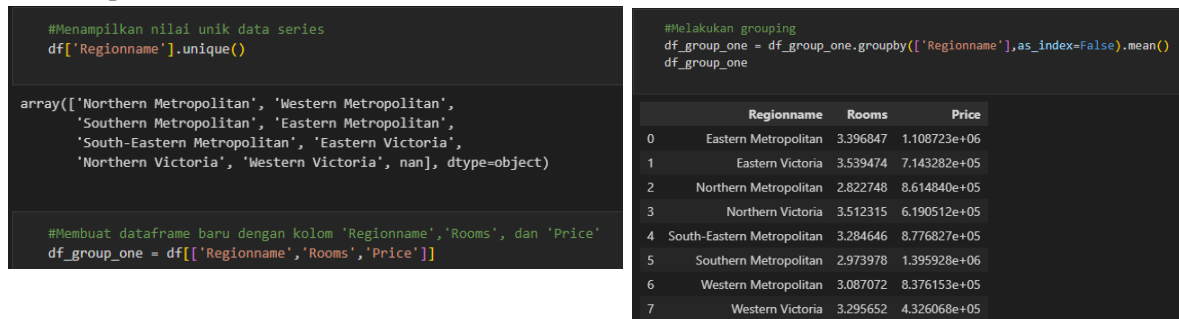 #Menampilkan nilai unik data series
df['Regionname'].unique()
array(['Northern Metropolitan', 'Western Metropolitan',
'Southern Metropolitan', 'Eastern Metropolitan',
'South-Eastern Metropolitan', 'Eastern Victoria',
'Northern Victoria', 'Western Victoria', nan], dtype=object)
#Membuat dataframe baru dengan kolom 'Regionname','Rooms', dan 'Price'
df_group_one = df[['Regionname','Rooms','Price']]
#Melakukan grouping
df_group_one = df_group_one.groupby(['Regionname'],as_index=False).mean()
df_group_one
Regionname Rooms Price
0 Eastern Metropolitan 3.396847 1.108723e+06
1 Eastern Victoria 3.539474 7.143282e+05
2 Northern Metropolitan 2.822748 8.614840e+05
3 Northern Victoria 3.512315 6.190512e+05
4 South-Eastern Metropolitan 3.284646 8.776827e+05
5 Southern Metropolitan 2.973978 1.395928e+06
6 Western Metropolitan 3.087072 8.376153e+05
7 Western Victoria 3.295652 4.326068e+05